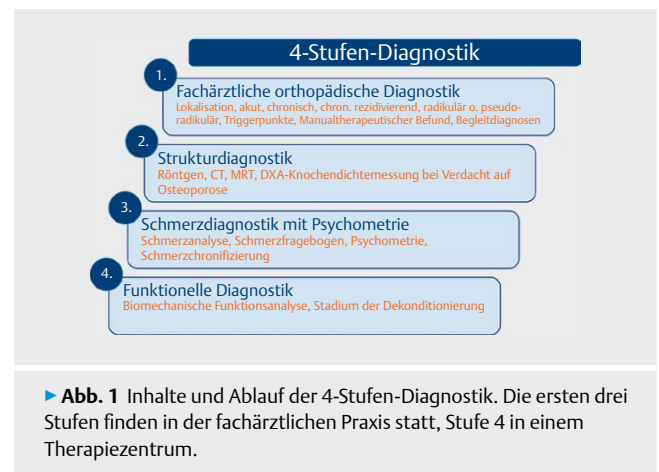 4-Stufen-Diagnostik
1.
Fachärztliche orthopädische Diagnostik
Lokalisation, akut, chronisch, chron. rezidivierend, radikulär o. pseudo-
radikulär, Triggerpunkte, Manualtherapeutischer Befund, Begleitdiagnosen
2.
Strukturdiagnostik
Röntgen, CT, MRT, DXA-Knochendichtemessung bei Verdacht auf
Osteoporose
3.
Schmerzdiagnostik mit Psychometrie
Schmerzanalyse, Schmerzfragebogen, Psychometrie,
Schmerzchronifizierung
4.
Funktionelle Diagnostik
Biomechanische Funktionsanalyse, Stadium der Dekonditionierung
▶ Abb. 1 Inhalte und Ablauf der 4-Stufen-Diagnostik. Die ersten drei
Stufen finden in der fachärztlichen Praxis statt, Stufe 4 in einem
Therapiezentrum.